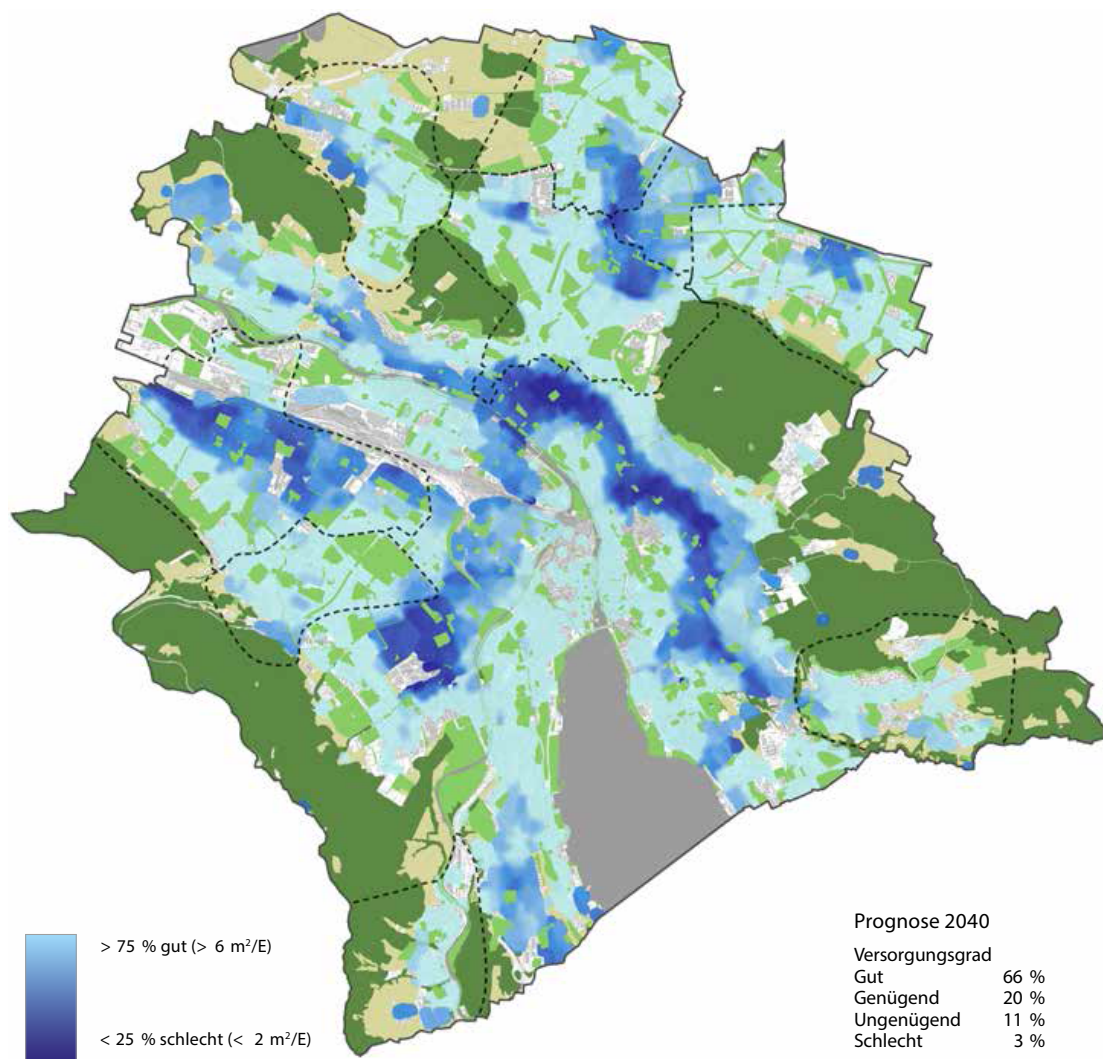 > 75 % gut (> 6 m²/E)
< 25 % schlecht (< 2 m²/E)
Prognose 2040
Versorgungsgrad
Gut 66 %
Genügend 20 %
Ungenügend 11 %
Schlecht 3 %